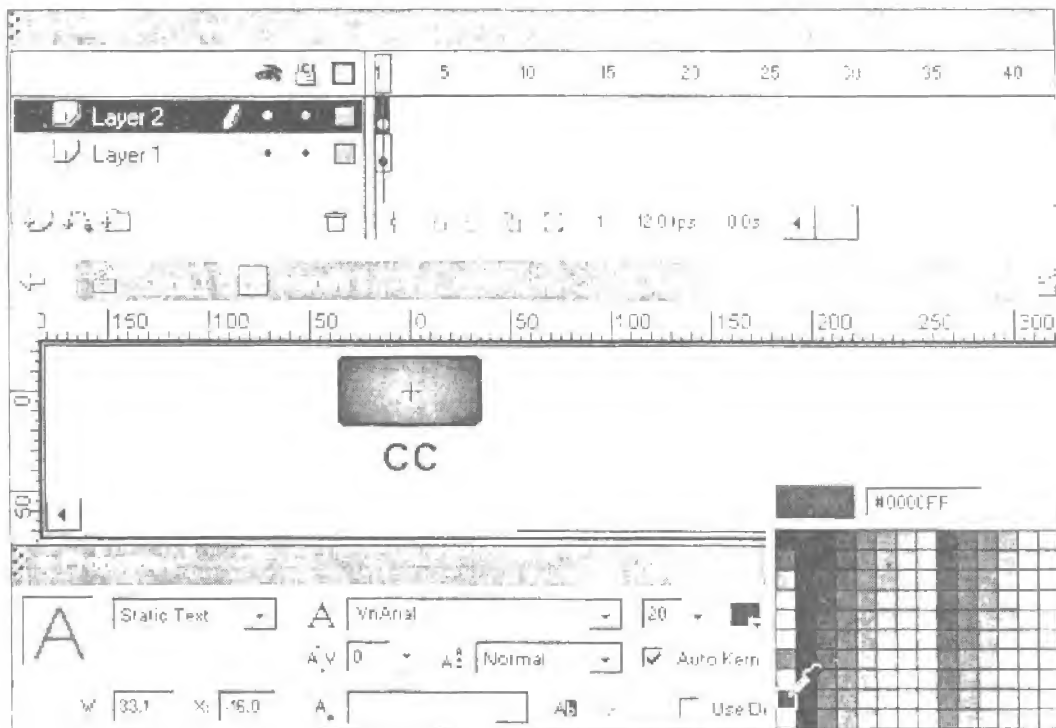 1 5 10 15 20 25 30 35 40
Layer 2
Layer 1
1 12.0 fps 0.0s
150 100 50 0 50 100 150 200 250 300
0
CC
50
#0000FF
A Static Text A VnArial 20
A V 0 Normal Auto Kern
W: 33.1 X: -16.0 A